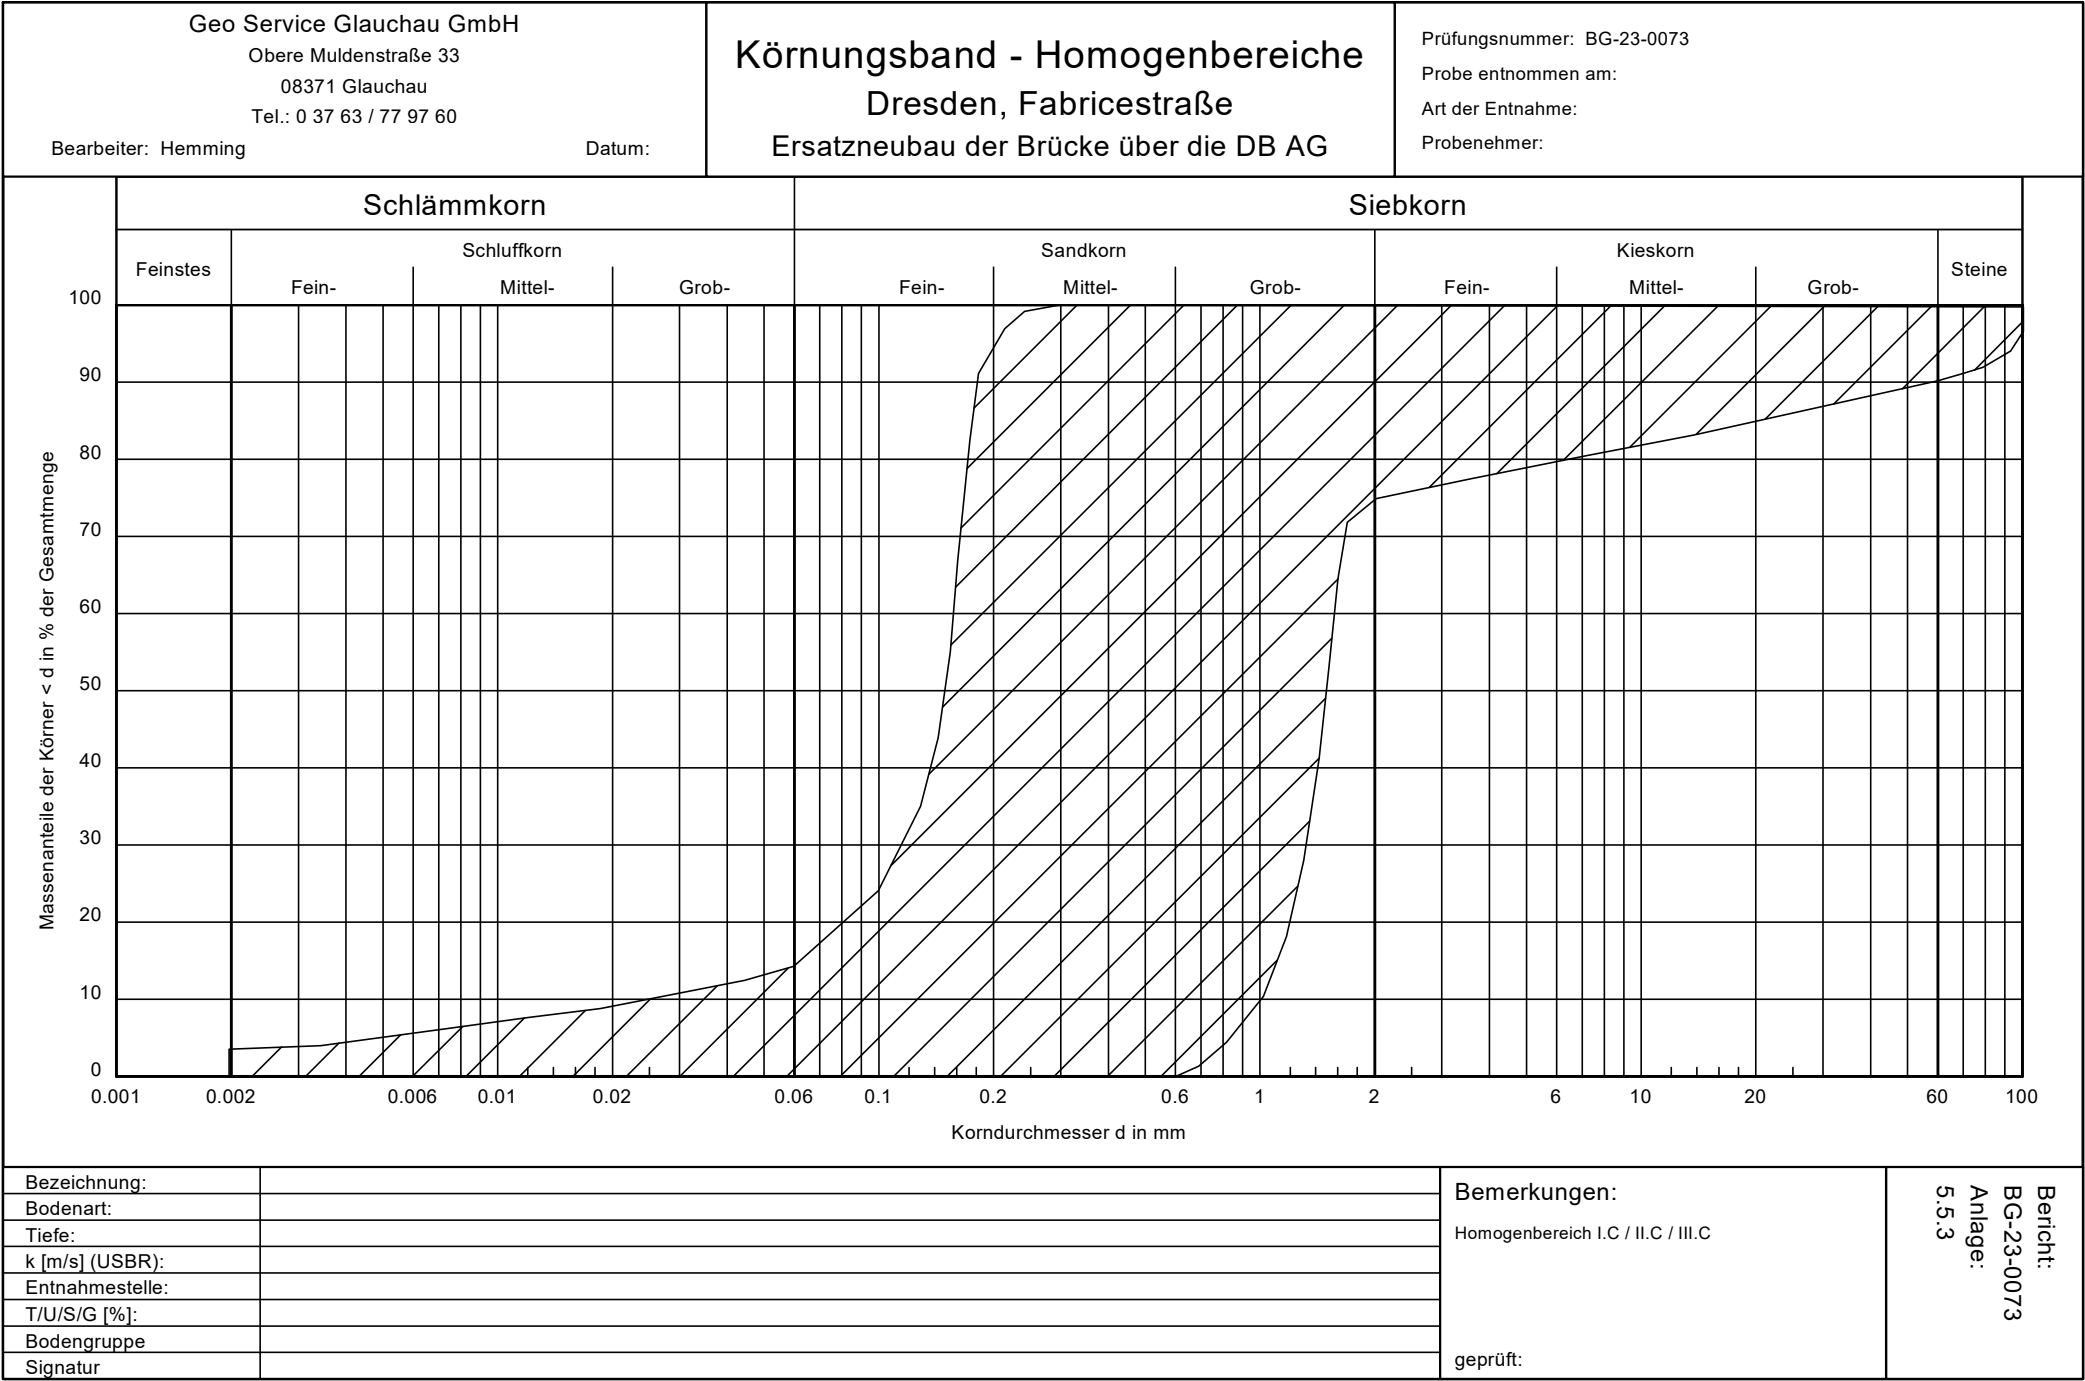 Geo Service Glauchau GmbH
Obere Muldenstraße 33
08371 Glauchau
Tel.: 0 37 63 / 77 97 60
Bearbeiter: Hemming Datum:
Körnungsband - Homogenbereiche
Dresden, Fabricestraße
Ersatzneubau der Brücke über die DB AG
Prüfungsnummer: BG-23-0073
Probe entnommen am:
Art der Entnahme:
Probenehmer:
Schlämmkorn Siebkorn
Feinstes Schluffkorn Sandkorn Kieskorn Steine
Fein- Mittel- Grob- Fein- Mittel- Grob- Fein- Mittel- Grob-
Massenanteile der Körner < d in % der Gesamtmenge
100
90
80
70
60
50
40
30
20
10
0
0.001 0.002 0.006 0.01 0.02 0.06 0.1 0.2 0.6 1 2 6 10 20 60 100
Korndurchmesser d in mm
Bezeichnung:
Bodenart:
Tiefe:
k [m/s] (USBR):
Entnahmestelle:
T/U/S/G [%]:
Bodengruppe
Signatur
Bemerkungen:
Homogenbereich I.C / II.C / III.C
geprüft:
Bericht:
BG-23-0073
Anlage:
5.5.3